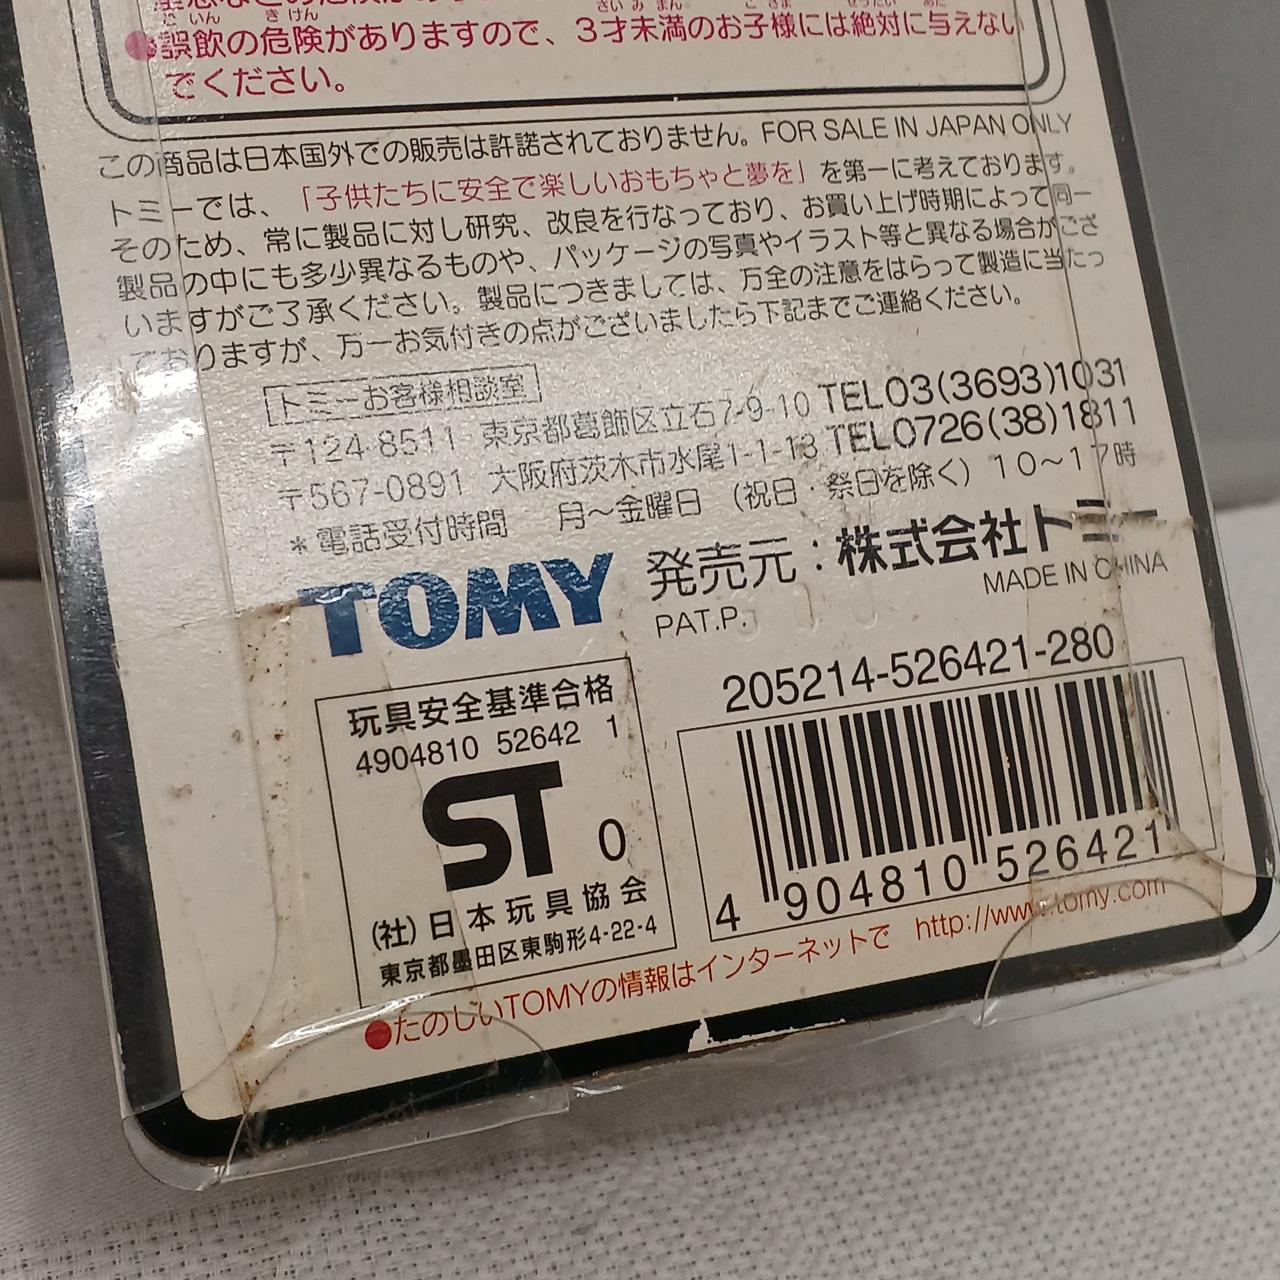 誤飲の危険がありますので、3才未満のお子様には絶対に与えない
でください。
この商品は日本国外での販売は許諾されておりません。FOR SALE IN JAPAN ONLY
トミーでは、「子供たちに安全で楽しいおもちゃと夢を」を第一に考えております。
そのため、常に製品に対し研究、改良を行なっており、お買い上げ時期によって同一
製品の中にも多少異なるものや、パッケージの写真やイラスト等と異なる場合がござ
いますがご了承ください。製品につきましては、万全の注意をはらって製造に当たっ
ておりますが、万一お気付きの点がございましたら下記までご連絡ください。
トミーお客様相談室
〒124-8511 東京都葛飾区立石7-9-10 TEL03(3693)1031
〒567-0891 大阪府茨木市水尾1-1-13 TEL0726(38)1811
*電話受付時間 月〜金曜日 (祝日・祭日を除く) 10〜17時
TOMY 発売元:株式会社トミー
PAT.P. MADE IN CHINA
玩具安全基準合格
4904810 52642 1
ST 0
(社)日本玩具協会
東京都墨田区東駒形4-22-4
205214-526421-280
4 904810 526421
●たのしいTOMYの情報はインターネットで http://www.tomy.com